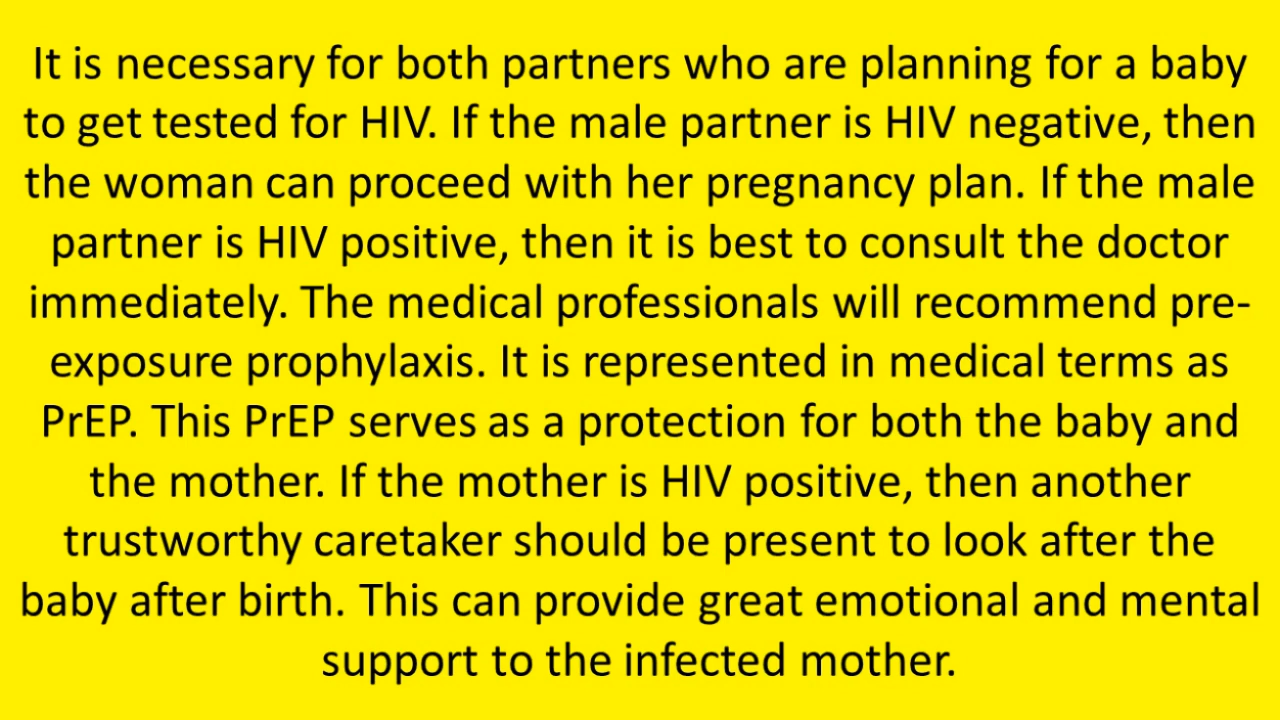 It is necessary for both partners who are planning for a baby
to get tested for HIV. If the male partner is HIV negative, then
the woman can proceed with her pregnancy plan. If the male
partner is HIV positive, then it is best to consult the doctor
immediately. The medical professionals will recommend pre-
exposure prophylaxis. It is represented in medical terms as
PrEP. This PrEP serves as a protection for both the baby and
the mother. If the mother is HIV positive, then another
trustworthy caretaker should be present to look after the
baby after birth. This can provide great emotional and mental
support to the infected mother.